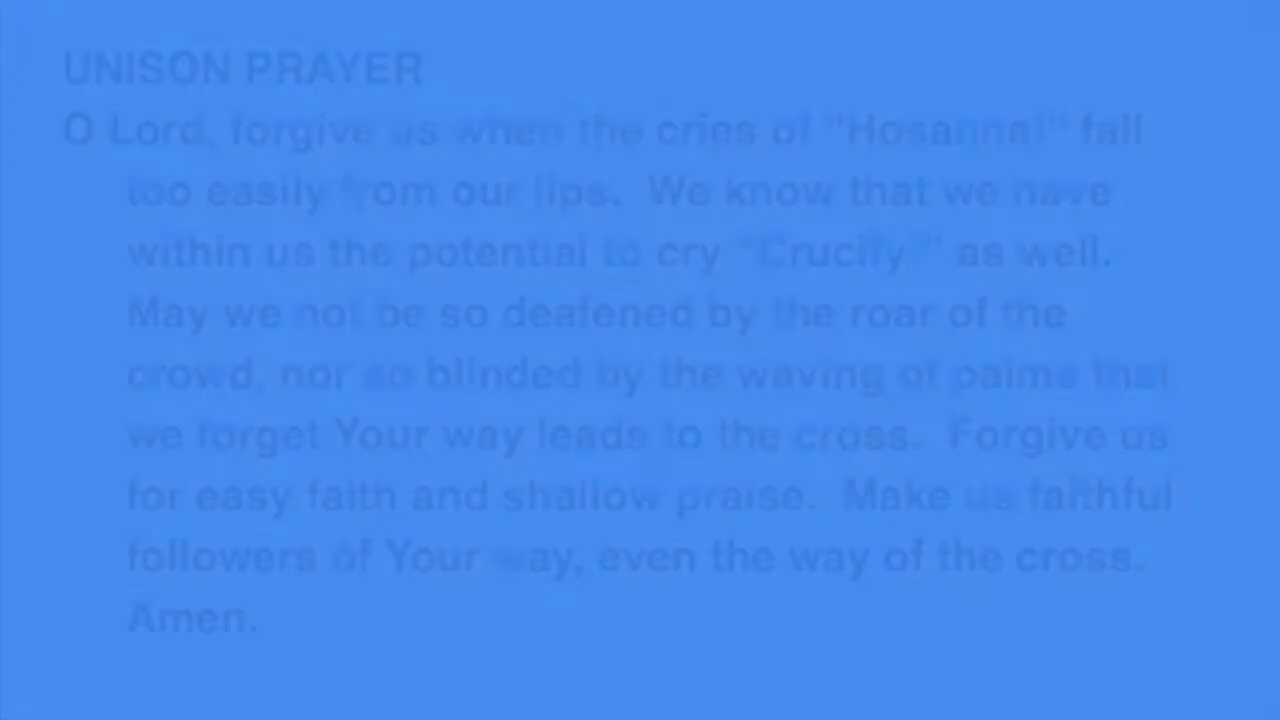 UNISON PRAYER
O Lord, forgive us when the cries of "Hosanna!" fall
too easily from our lips. We know that we have
within us the potential to cry "Crucify!" as well.
May we not be so deafened by the roar of the
crowd, nor so blinded by the waving of palms that
we forget Your way leads to the cross. Forgive us
for easy faith and shallow praise. Make us faithful
followers of Your way, even the way of the cross.
Amen.